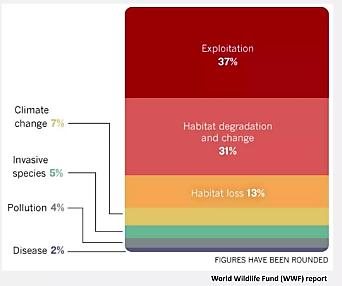 Exploitation
37%
Climate
change 7%
Habitat degradation
and change
31%
Invasive
species 5%
Habitat loss 13%
Pollution 4%
Disease 2%
FIGURES HAVE BEEN ROUNDED
World Wildlife Fund (WWF) report